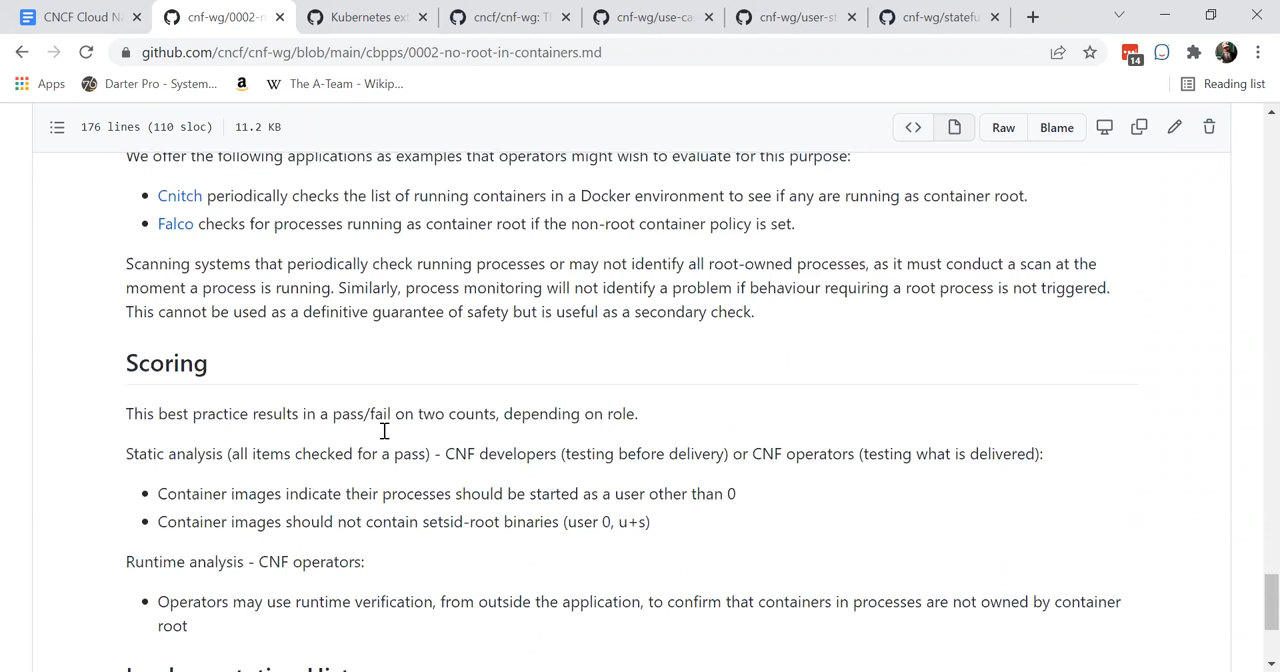 CNCF Cloud N
cnf-wg/0002-n
Kubernetes ext
cncf/cnf-wg: T
cnf-wg/use-ca
cnf-wg/user-st
cnf-wg/statefu
github.com/cncf/cnf-wg/blob/main/cbpps/0002-no-root-in-containers.md
14
Apps
76
Darter Pro - System...
a
W
The A-Team - Wikip...
Reading list
176 lines (110 sloc)
11.2 KB
Raw
Blame
We offer the following applications as examples that operators might wish to evaluate for this purpose:
• Cnitch periodically checks the list of running containers in a Docker environment to see if any are running as container root.
• Falco checks for processes running as container root if the non-root container policy is set.
Scanning systems that periodically check running processes or may not identify all root-owned processes, as it must conduct a scan at the
moment a process is running. Similarly, process monitoring will not identify a problem if behaviour requiring a root process is not triggered.
This cannot be used as a definitive guarantee of safety but is useful as a secondary check.
Scoring
This best practice results in a pass/fail on two counts, depending on role.
Static analysis (all items checked for a pass) - CNF developers (testing before delivery) or CNF operators (testing what is delivered):
• Container images indicate their processes should be started as a user other than 0
• Container images should not contain setsid-root binaries (user 0, u+s)
Runtime analysis - CNF operators:
• Operators may use runtime verification, from outside the application, to confirm that containers in processes are not owned by container
root